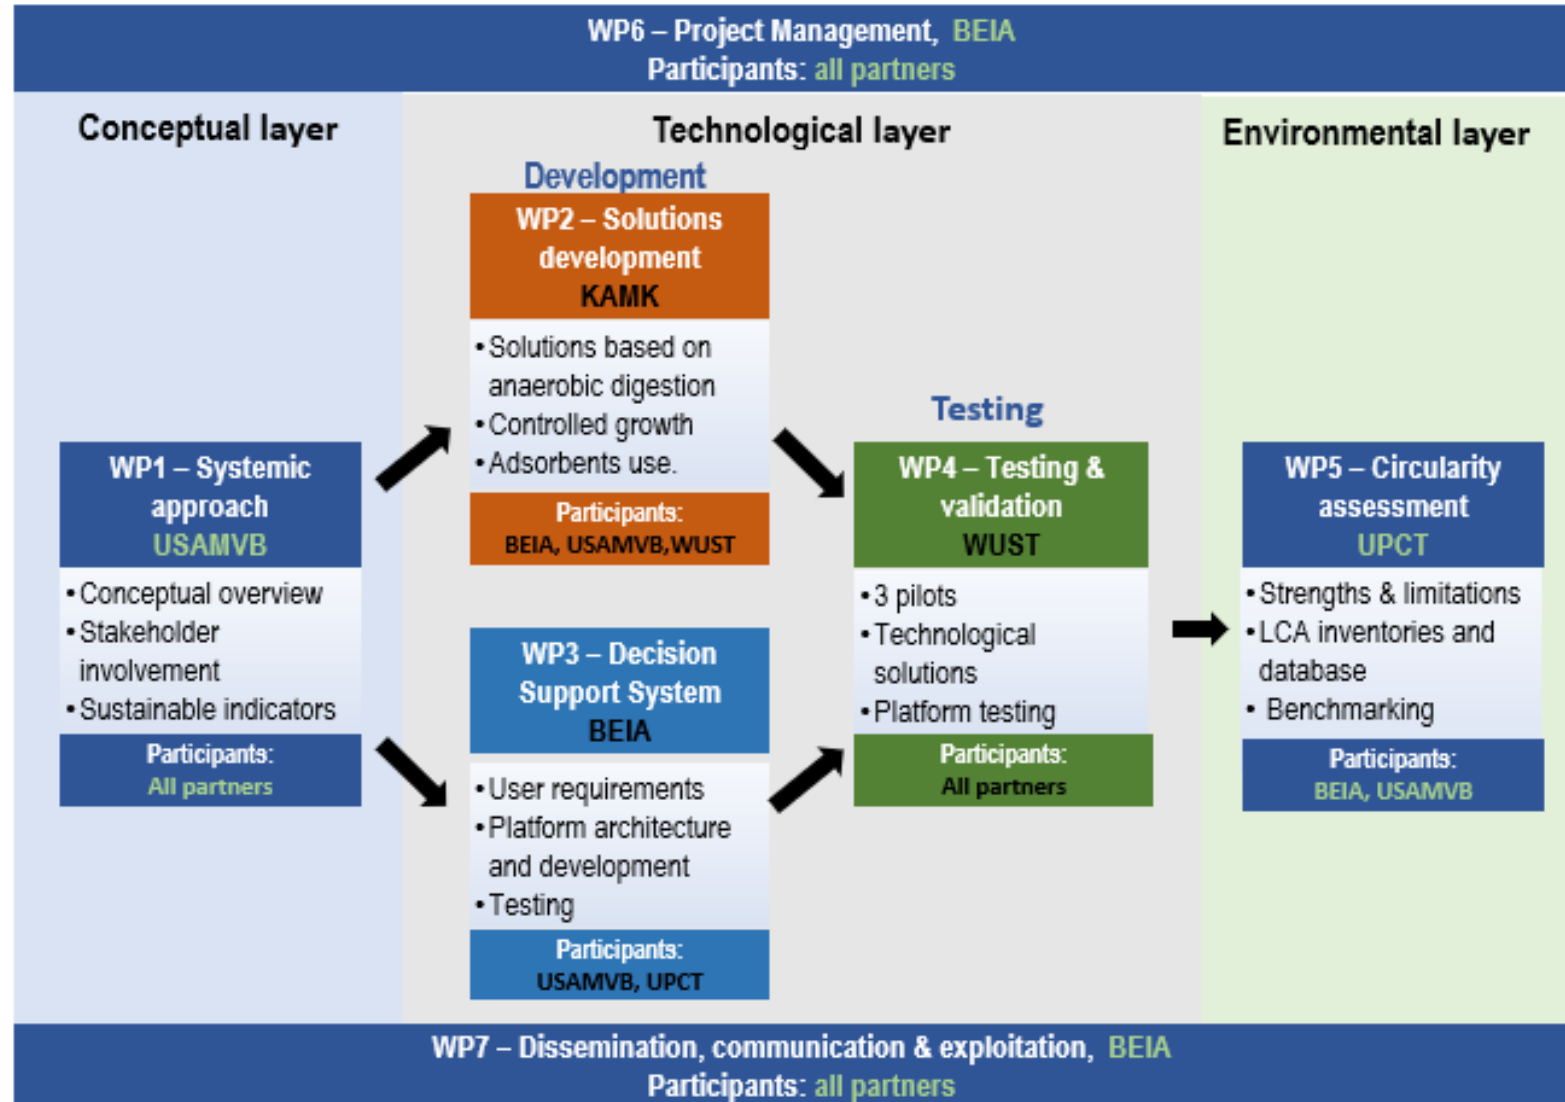 WP6 – Project Management, BEIA
Participants: all partners
Conceptual layer
Technological layer
Environmental layer
Development
WP2 – Solutions
development
KAMK
• Solutions based on
anaerobic digestion
• Controlled growth
• Adsorbents use.
Participants:
BEIA, USAMVB,WUST
Testing
WP1 – Systemic
approach
USAMVB
• Conceptual overview
• Stakeholder
involvement
• Sustainable indicators
Participants:
All partners
WP3 – Decision
Support System
BEIA
• User requirements
• Platform architecture
and development
• Testing
Participants:
USAMVB, UPCT
WP4 – Testing &
validation
WUST
• 3 pilots
• Technological
solutions
• Platform testing
Participants:
All partners
WP5 – Circularity
assessment
UPCT
• Strengths & limitations
• LCA inventories and
database
• Benchmarking
Participants:
BEIA, USAMVB
WP7 – Dissemination, communication & exploitation, BEIA
Participants: all partners